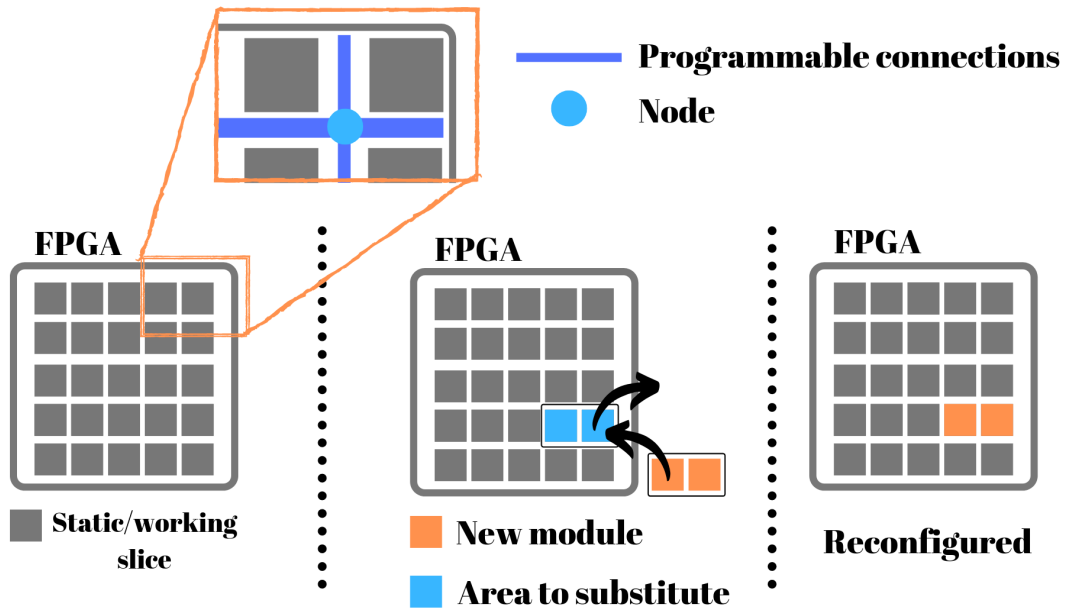 Programmable connections
Node
FPGA
Static/working
slice
FPGA
New module
Area to substitute
FPGA
Reconfigured